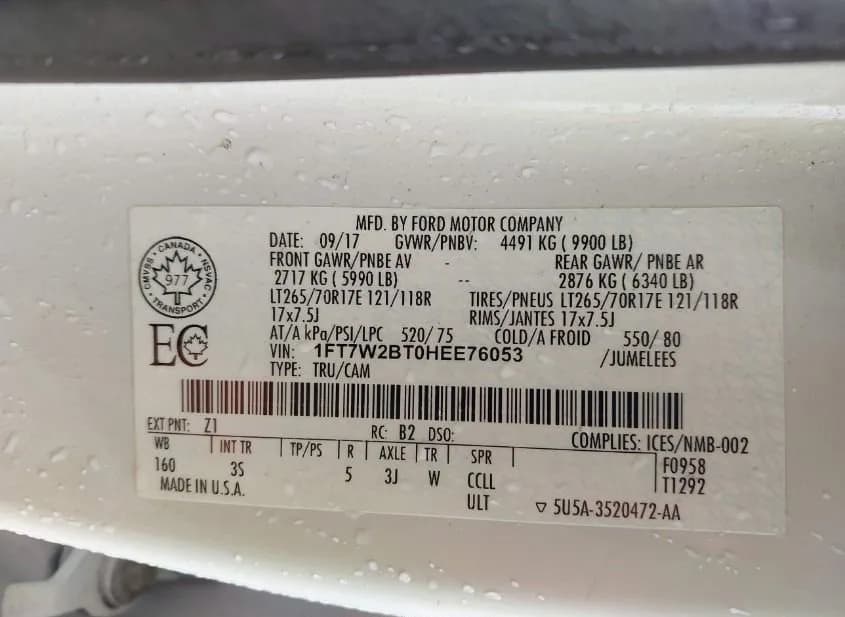 MFD. BY FORD MOTOR COMPANY
DATE: 09/17 GVWR/PNBV: 4491 KG ( 9900 LB)
FRONT GAWR/PNBE AV - REAR GAWR/ PNBE AR
2717 KG ( 5990 LB) -- 2876 KG ( 6340 LB)
LT265/70R17E 121/118R TIRES/PNEUS LT265/70R17E 121/118R
17x7.5J RIMS/JANTES 17x7.5J
AT/A kPa/PSI/LPC 520/ 75 COLD/A FROID 550/ 80
VIN: 1FT7W2BT0HEE76053 /JUMELEES
TYPE: TRU/CAM
CANADA
CMVSS NSVAC
977
TRANSPORT
EC
EXT PNT: Z1 RC: B2 DSO: COMPLIES: ICES/NMB-002
WB INT TR TP/PS R AXLE TR SPR F0958
160 3S 5 3J W CCLL T1292
MADE IN U.S.A. ULT ▽ 5U5A-3520472-AA